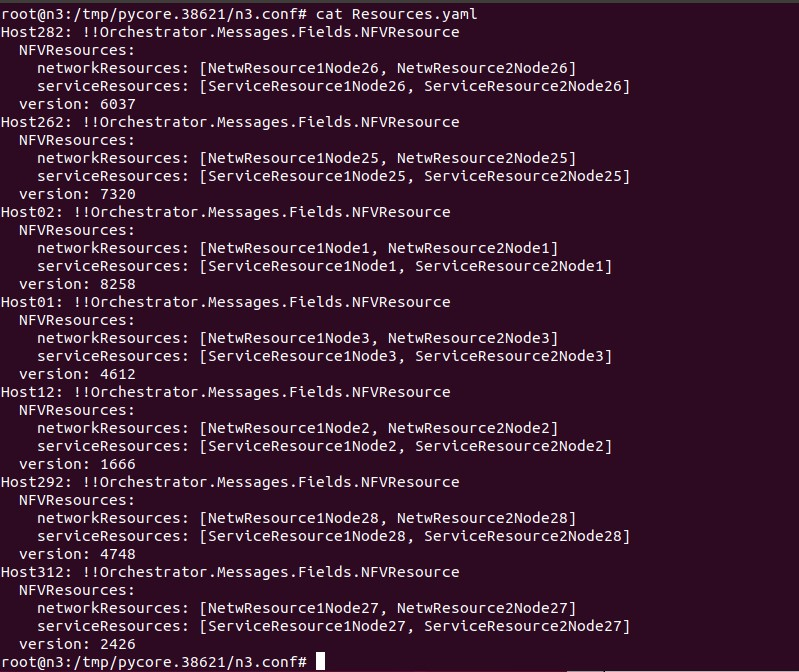 root@n3:/tmp/pycore.38621/n3.conf# cat Resources.yaml
Host282: !!Orchestrator.Messages.Fields.NFVResource
  NFVResources:
    networkResources: [NetwResource1Node26, NetwResource2Node26]
    serviceResources: [ServiceResource1Node26, ServiceResource2Node26]
  version: 6037
Host262: !!Orchestrator.Messages.Fields.NFVResource
  NFVResources:
    networkResources: [NetwResource1Node25, NetwResource2Node25]
    serviceResources: [ServiceResource1Node25, ServiceResource2Node25]
  version: 7320
Host02: !!Orchestrator.Messages.Fields.NFVResource
  NFVResources:
    networkResources: [NetwResource1Node1, NetwResource2Node1]
    serviceResources: [ServiceResource1Node1, ServiceResource2Node1]
  version: 8258
Host01: !!Orchestrator.Messages.Fields.NFVResource
  NFVResources:
    networkResources: [NetwResource1Node3, NetwResource2Node3]
    serviceResources: [ServiceResource1Node3, ServiceResource2Node3]
  version: 4612
Host12: !!Orchestrator.Messages.Fields.NFVResource
  NFVResources:
    networkResources: [NetwResource1Node2, NetwResource2Node2]
    serviceResources: [ServiceResource1Node2, ServiceResource2Node2]
  version: 1666
Host292: !!Orchestrator.Messages.Fields.NFVResource
  NFVResources:
    networkResources: [NetwResource1Node28, NetwResource2Node28]
    serviceResources: [ServiceResource1Node28, ServiceResource2Node28]
  version: 4748
Host312: !!Orchestrator.Messages.Fields.NFVResource
  NFVResources:
    networkResources: [NetwResource1Node27, NetwResource2Node27]
    serviceResources: [ServiceResource1Node27, ServiceResource2Node27]
  version: 2426
root@n3:/tmp/pycore.38621/n3.conf#